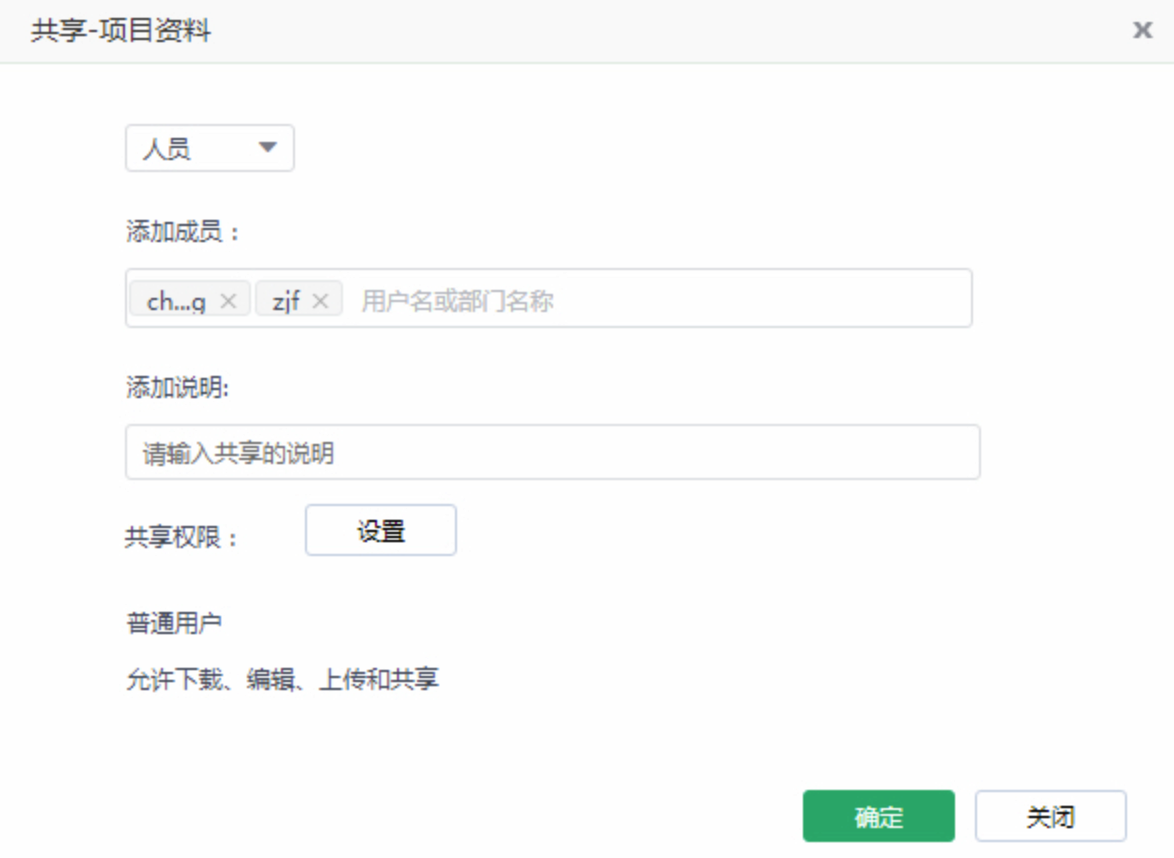 共享-项目资料
人员
添加成员：
ch...g × zjf × 用户名或部门名称
添加说明:
请输入共享的说明
共享权限： 设置
普通用户
允许下载、编辑、上传和共享
确定 关闭